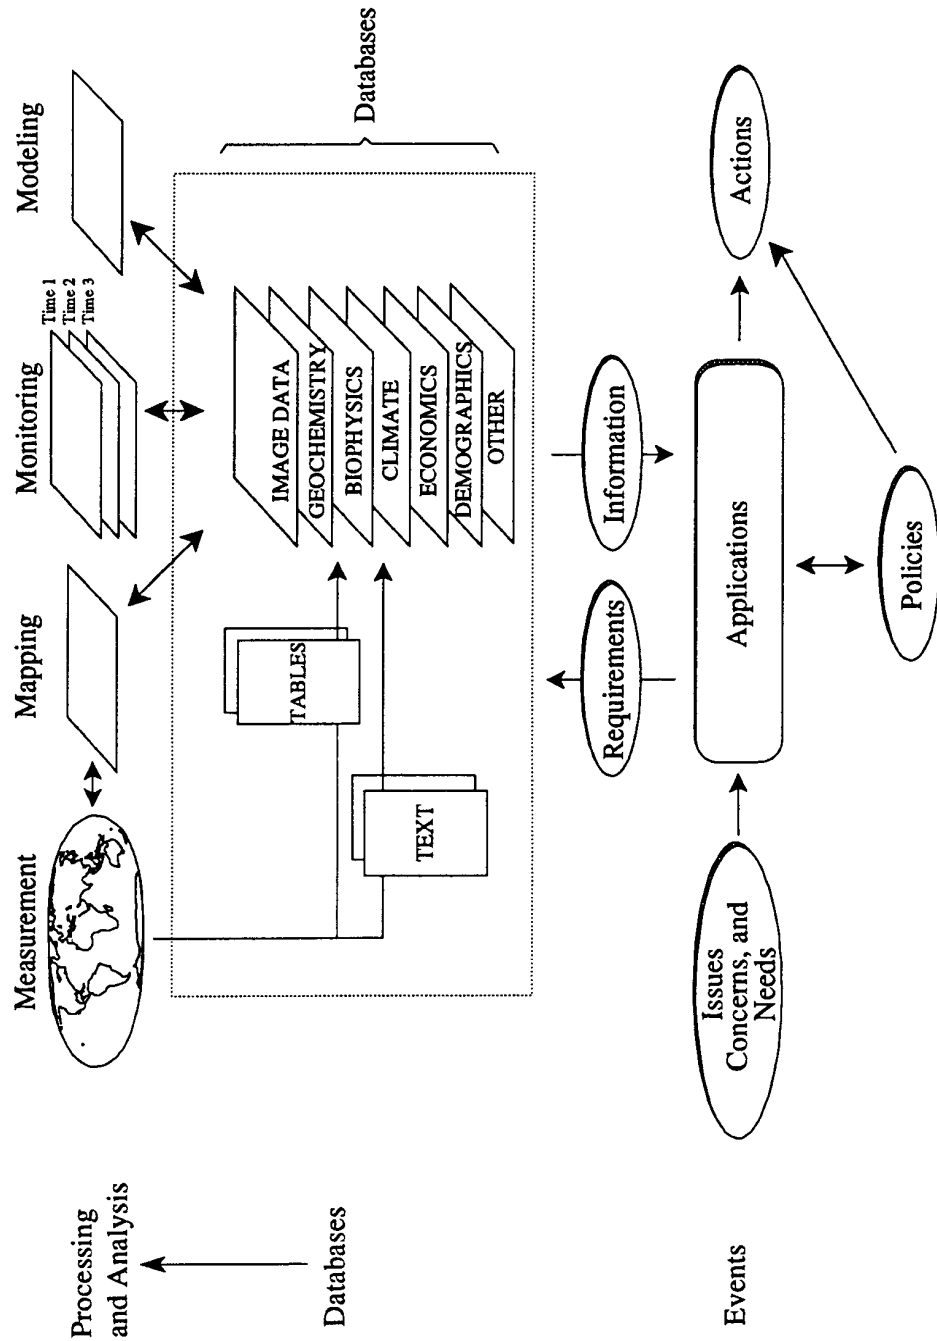 Measurement
Mapping
Monitoring
Modeling
Time 1
Time 2
Time 3
Processing
and Analysis
Databases
TABLES
TEXT
IMAGE DATA
GEOCHEMISTRY
BIOPHYSICS
CLIMATE
ECONOMICS
DEMOGRAPHICS
OTHER
Databases
Requirements
Information
Events
Issues
Concerns, and
Needs
Applications
Actions
Policies